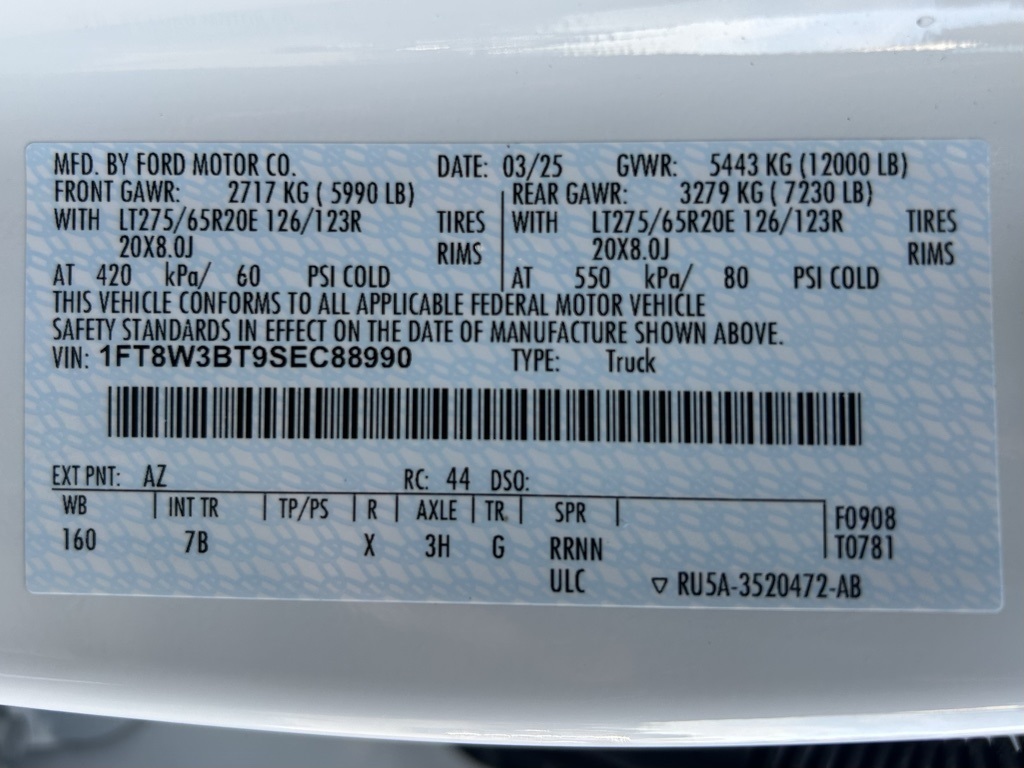 MFD. BY FORD MOTOR CO. DATE: 03/25 GVWR: 5443 KG (12000 LB)
FRONT GAWR: 2717 KG ( 5990 LB) REAR GAWR: 3279 KG ( 7230 LB)
WITH LT275/65R20E 126/123R TIRES WITH LT275/65R20E 126/123R TIRES
20X8.0J RIMS 20X8.0J RIMS
AT 420 kPa/ 60 PSI COLD AT 550 kPa/ 80 PSI COLD
THIS VEHICLE CONFORMS TO ALL APPLICABLE FEDERAL MOTOR VEHICLE
SAFETY STANDARDS IN EFFECT ON THE DATE OF MANUFACTURE SHOWN ABOVE.
VIN: 1FT8W3BT9SEC88990 TYPE: Truck
EXT PNT: AZ RC: 44 DSO:
WB INT TR TP/PS R AXLE TR SPR F0908
160 7B X 3H G RRNN T0781
ULC ▽ RU5A-3520472-AB